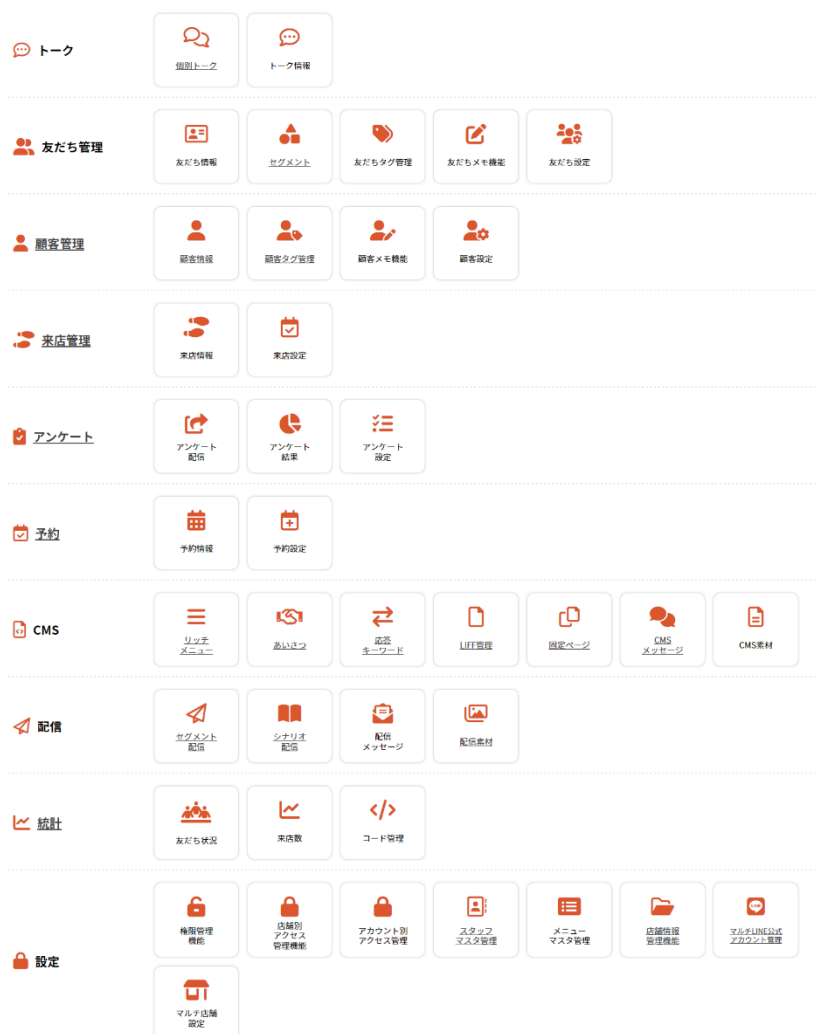 トーク
個別トーク
トーク情報
友だち管理
友だち情報
セグメント
友だちタグ管理
友だちメモ機能
友だち設定
顧客管理
顧客情報
顧客タグ管理
顧客メモ機能
顧客設定
来店管理
来店情報
来店設定
アンケート
アンケート
配信
アンケート
結果
アンケート
設定
予約
予約情報
予約設定
CMS
リッチ
メニュー
あいさつ
応答
キーワード
LIFF管理
固定ページ
CMS
メッセージ
CMS素材
配信
セグメント
配信
シナリオ
配信
配信
メッセージ
配信素材
統計
友だち状況
来店数
コード管理
設定
権限管理
機能
店舗別
アクセス
管理機能
アカウント別
アクセス管理
スタッフ
マスタ管理
メニュー
マスタ管理
店舗情報
管理機能
LINE
マルチLINE公式
アカウント管理
マルチ店舗
設定